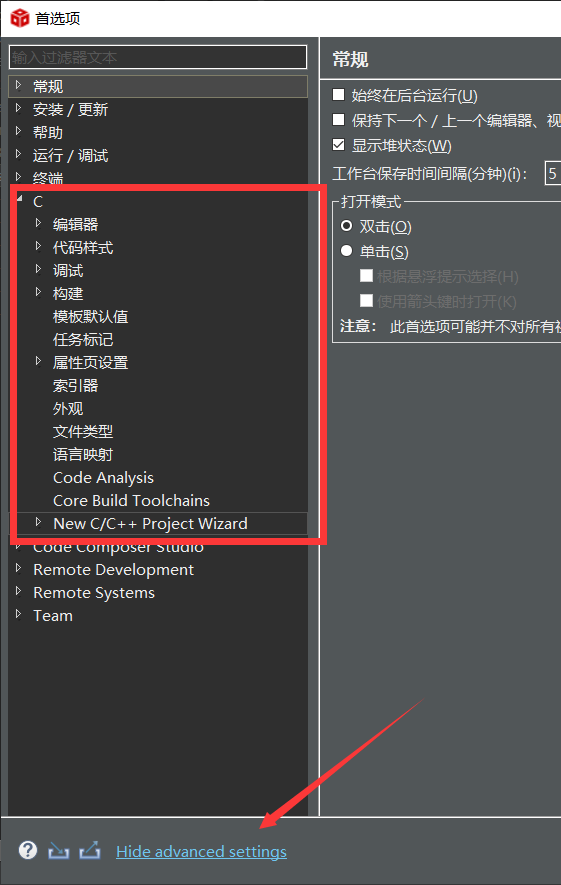 首选项
输入过滤器文本
常规
安装 / 更新
帮助
运行 / 调试
终端
C
编辑器
代码样式
调试
构建
模板默认值
任务标记
属性页设置
索引器
外观
文件类型
语言映射
Code Analysis
Core Build Toolchains
New C/C++ Project Wizard
Code Composer Studio
Remote Development
Remote Systems
Team
常规
始终在后台运行(U)
保持下一个 / 上一个编辑器、视
显示堆状态(W)
工作台保存时间间隔(分钟)(i)： 5
打开模式
双击(O)
单击(S)
根据悬浮提示选择(H)
使用箭头键时打开(K)
注意： 此首选项可能并不对所有视
Hide advanced settings